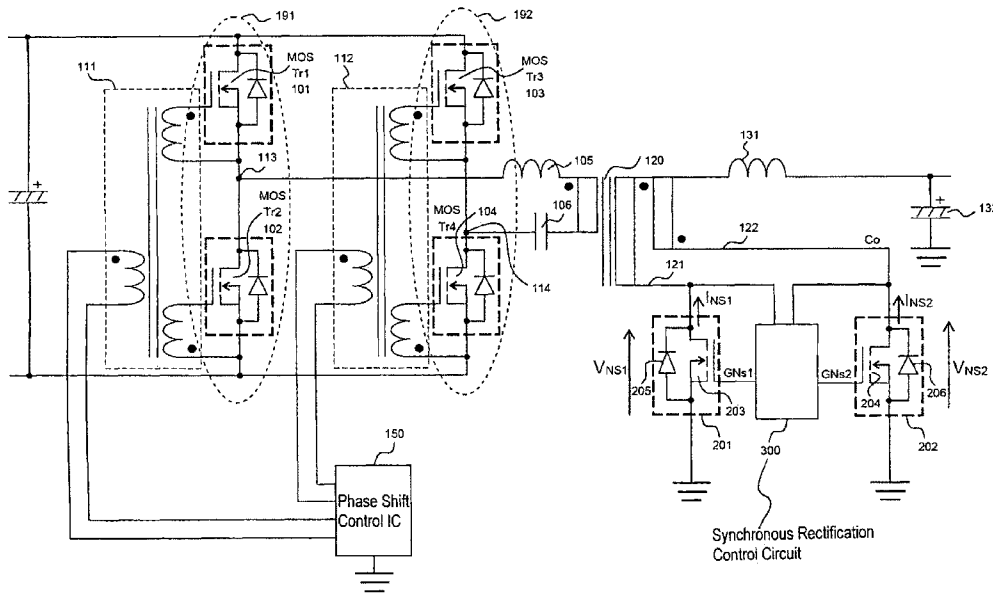 191
192
111
MOS
Tr1
101
112
MOS
Tr3
103
113
105
120
131
MOS
Tr2
102
MOS
Tr4
104
106
114
122
Co
121
INS1
INS2
VNS1
205
203
GNs1
GNs2
204
206
VNS2
201
300
202
150
Phase Shift
Control IC
Synchronous Rectification
Control Circuit